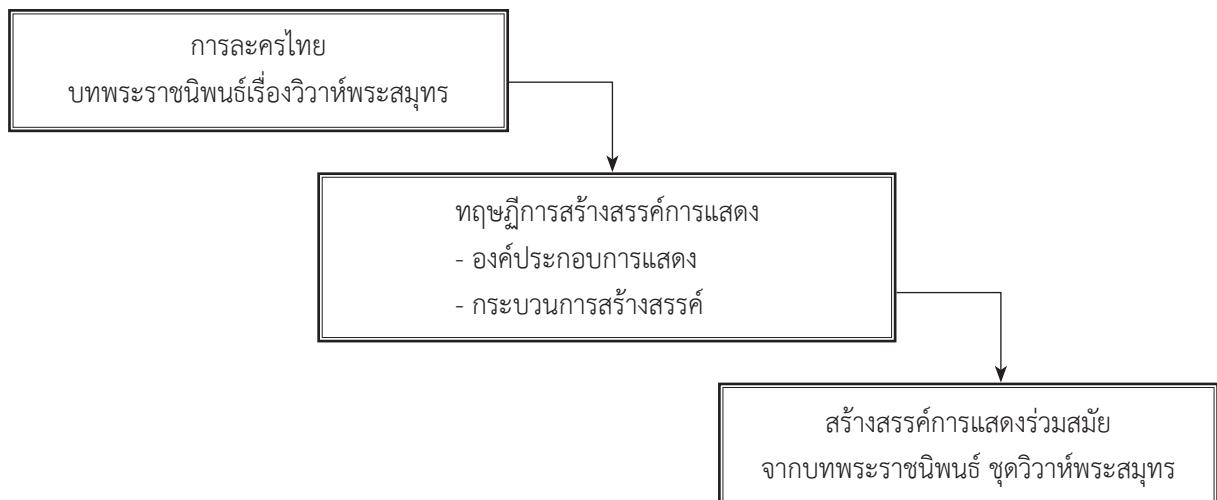 การละครไทย
บทพระราชนิพนธ์เรื่องวิวาห์พระสมุทร
ทฤษฎีการสร้างสรรค์การแสดง
- องค์ประกอบการแสดง
- กระบวนการสร้างสรรค์
สร้างสรรค์การแสดงร่วมสมัย
จากบทพระราชนิพนธ์ ชุดวิวาห์พระสมุทร